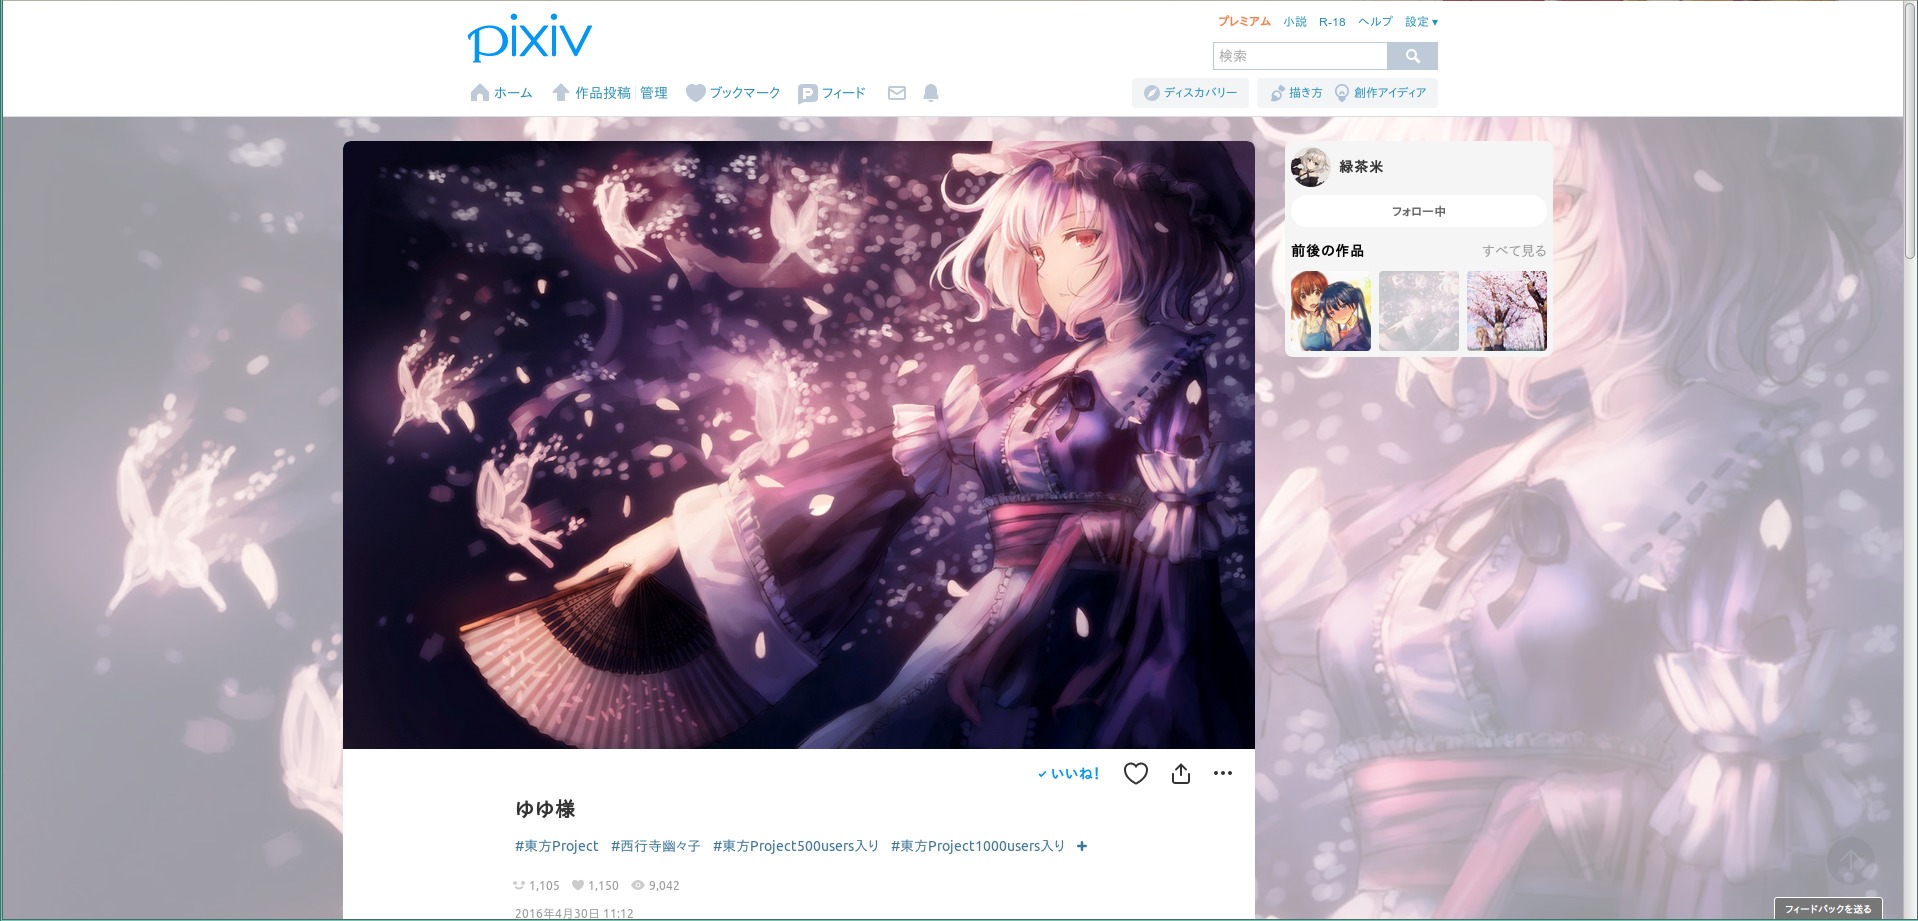 pixiv
プレミアム 小説 R-18 ヘルプ 設定 ▾
検索
ホーム 作品投稿 管理 ブックマーク フィード
ディスカバリー 描き方 創作アイディア
緑茶米
フォロー中
前後の作品 すべて見る
いいね!
ゆゆ様
#東方Project #西行寺幽々子 #東方Project500users入り #東方Project1000users入り +
1,105 1,150 9,042
2016年4月30日 11:12
フィードバックを送る